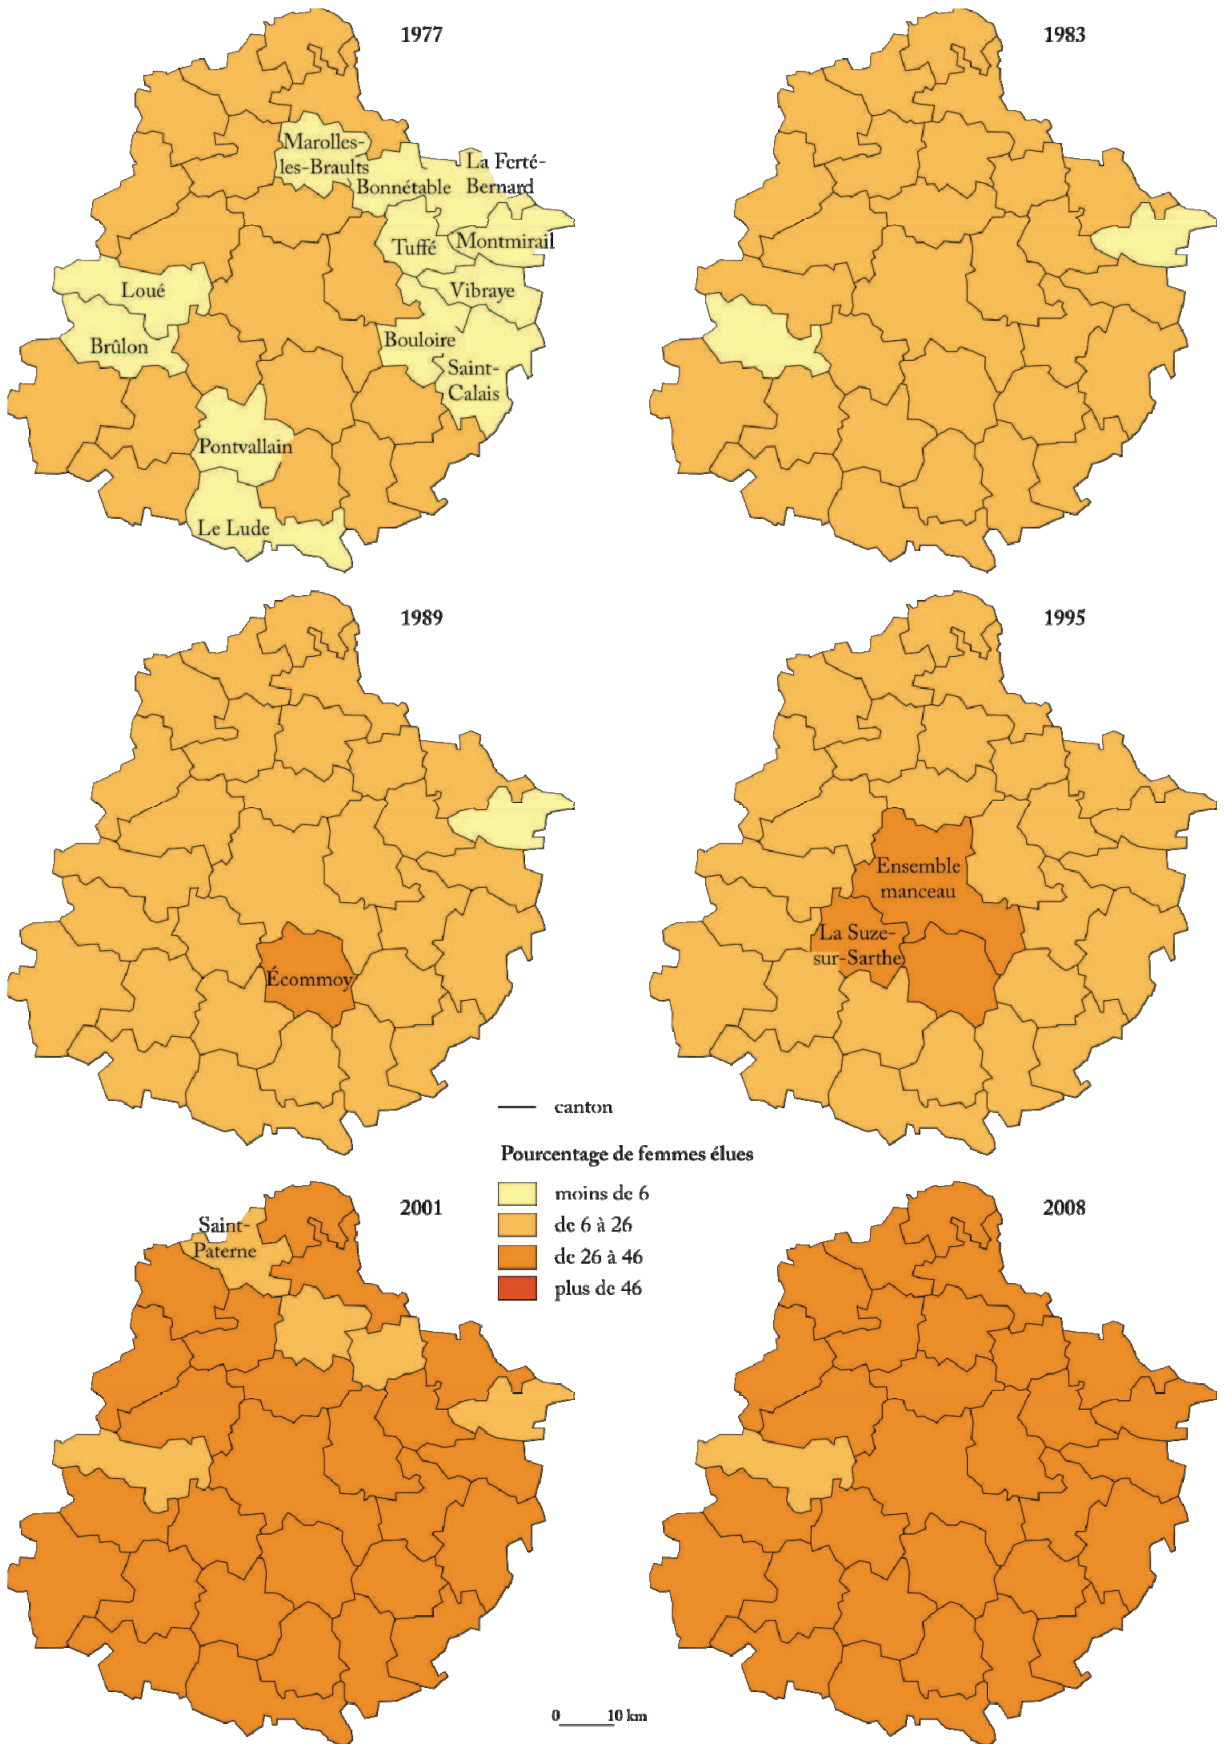 1977
1983
Marolles-
les-Braults
La Ferté-
Bernard
Bonnétable
Tuffé
Montmirail
Loué
Vibraye
Brûlon
Bouloire
Saint-
Calais
Pontvallain
Le Lude
1989
1995
Ensemble
manceau
La Suze-
sur-Sarthe
Écommoy
canton
Pourcentage de femmes élues
moins de 6
de 6 à 26
de 26 à 46
plus de 46
2001
2008
Saint-
Paterne
0 10 km